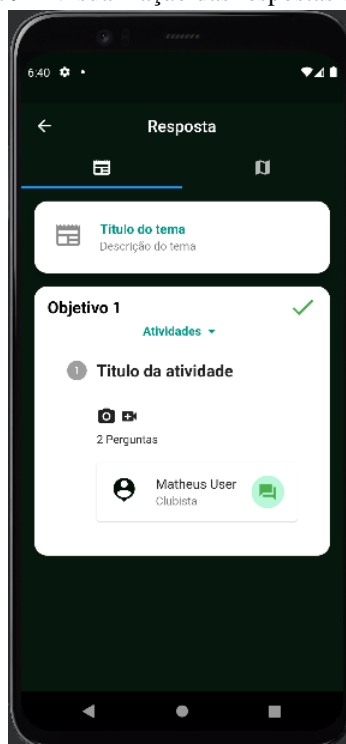 6:40
Resposta
Título do tema
Descrição do tema
Objetivo 1
Atividades
1 Titulo da atividade
2 Perguntas
Matheus User
Clubista